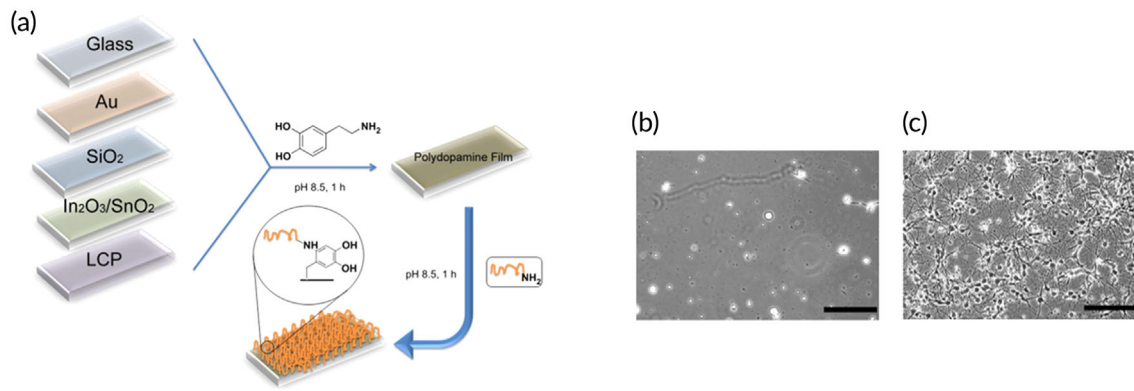 (a)
Glass
Au
SiO₂
In₂O₃/SnO₂
LCP
HO
HO
NH₂
pH 8.5, 1 h
Polydopamine Film
NH
OH
OH
pH 8.5, 1 h
NH₂
(b)
(c)